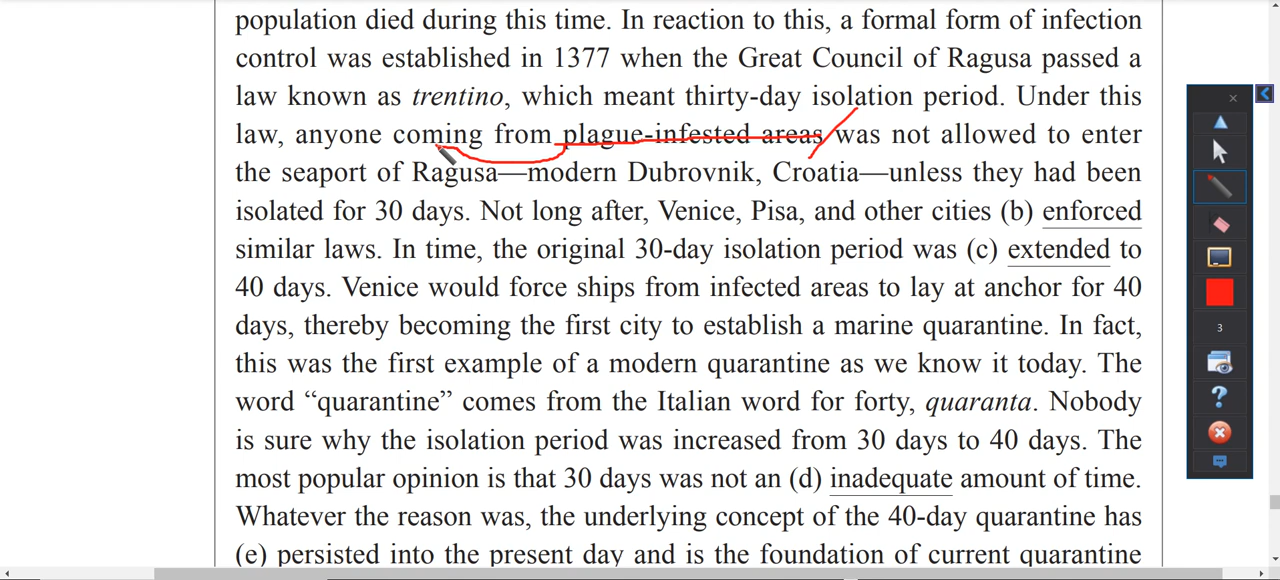 population died during this time. In reaction to this, a formal form of infection
control was established in 1377 when the Great Council of Ragusa passed a
law known as trentino, which meant thirty-day isolation period. Under this
law, anyone coming from plague-infested areas was not allowed to enter
the seaport of Ragusa—modern Dubrovnik, Croatia—unless they had been
isolated for 30 days. Not long after, Venice, Pisa, and other cities (b) enforced
similar laws. In time, the original 30-day isolation period was (c) extended to
40 days. Venice would force ships from infected areas to lay at anchor for 40
days, thereby becoming the first city to establish a marine quarantine. In fact,
this was the first example of a modern quarantine as we know it today. The
word “quarantine” comes from the Italian word for forty, quaranta. Nobody
is sure why the isolation period was increased from 30 days to 40 days. The
most popular opinion is that 30 days was not an (d) inadequate amount of time.
Whatever the reason was, the underlying concept of the 40-day quarantine has
(e) persisted into the present day and is the foundation of current quarantine
3